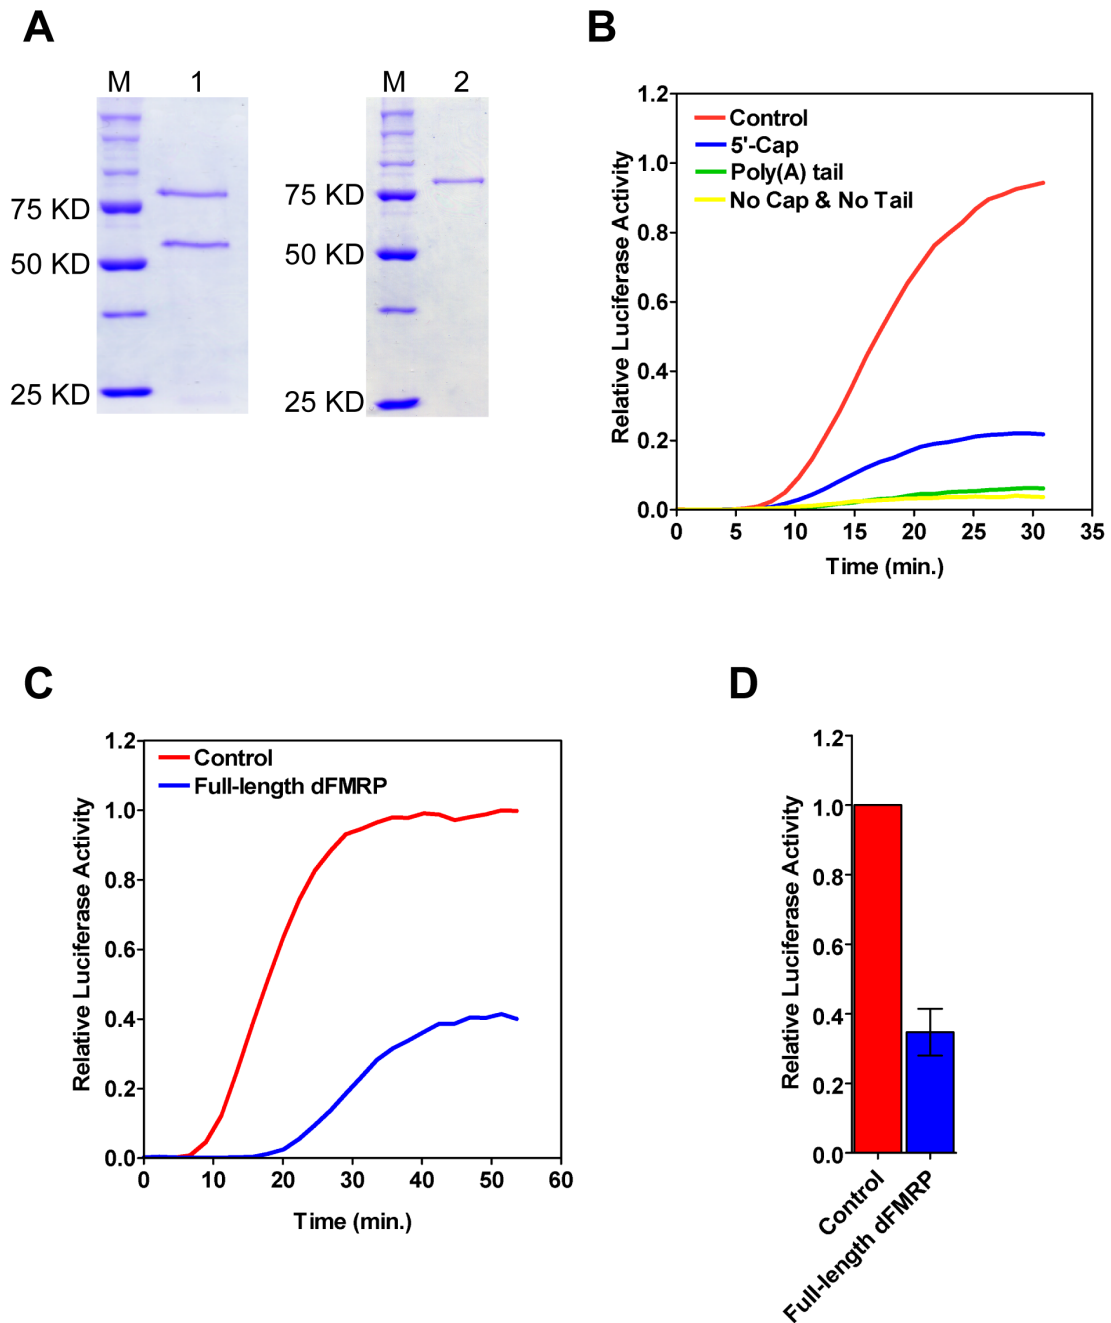 A
M 1
75 KD
50 KD
25 KD
M 2
75 KD
50 KD
25 KD
B
Relative Luciferase Activity
1.2
1.0
0.8
0.6
0.4
0.2
0.0
Control
5'-Cap
Poly(A) tail
No Cap & No Tail
0 5 10 15 20 25 30 35
Time (min.)
C
Relative Luciferase Activity
1.2
1.0
0.8
0.6
0.4
0.2
0.0
Control
Full-length dFMRP
0 10 20 30 40 50 60
Time (min.)
D
Relative Luciferase Activity
1.2
1.0
0.8
0.6
0.4
0.2
0.0
Control
Full-length dFMRP